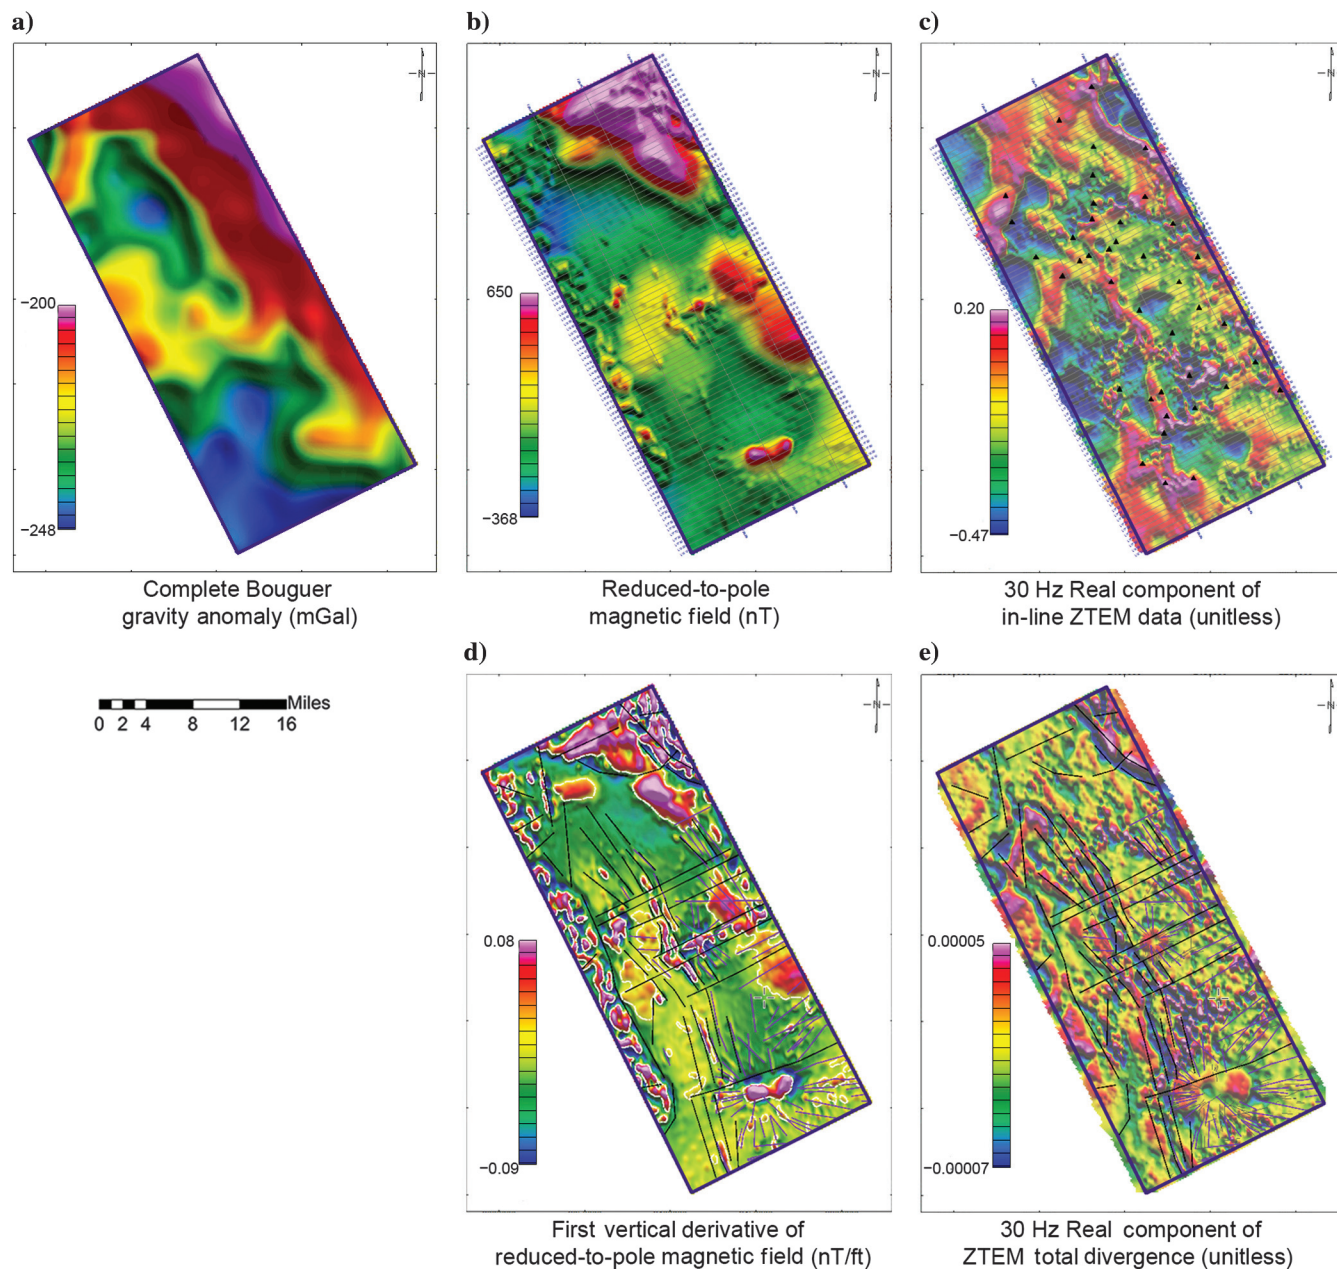 a)
b)
c)
N
N
N
−200
−248
650
−368
0.20
−0.47
Complete Bouguer
gravity anomaly (mGal)
Reduced-to-pole
magnetic field (nT)
30 Hz Real component of
in-line ZTEM data (unitless)
d)
e)
Miles
0 2 4 8 12 16
N
N
0.08
−0.09
0.00005
−0.00007
First vertical derivative of
reduced-to-pole magnetic field (nT/ft)
30 Hz Real component of
ZTEM total divergence (unitless)